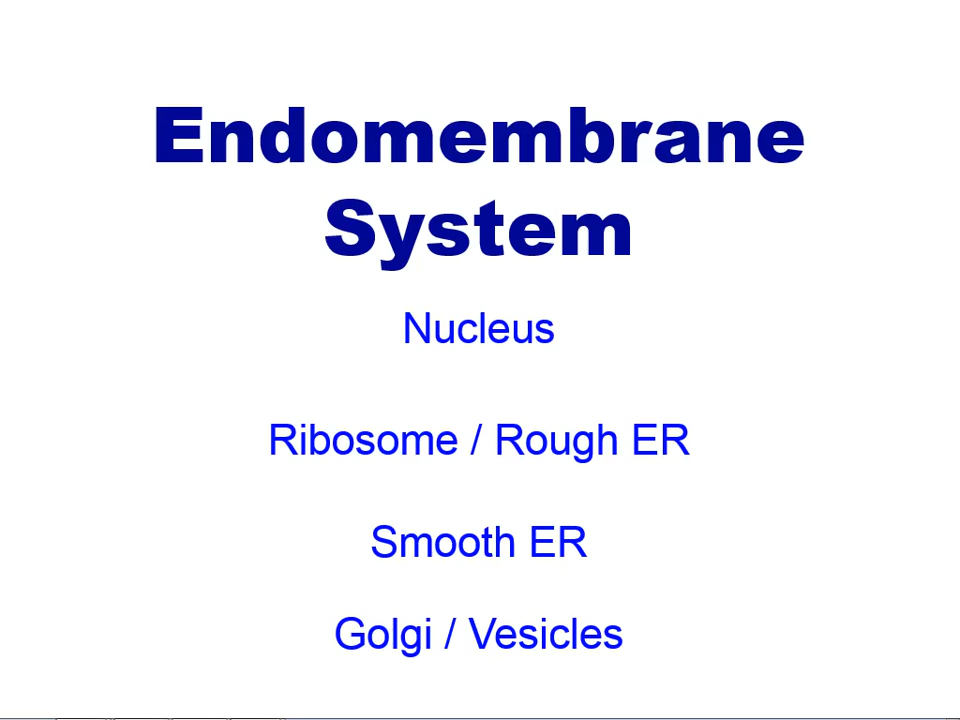 Endomembrane
System
Nucleus
Ribosome / Rough ER
Smooth ER
Golgi / Vesicles